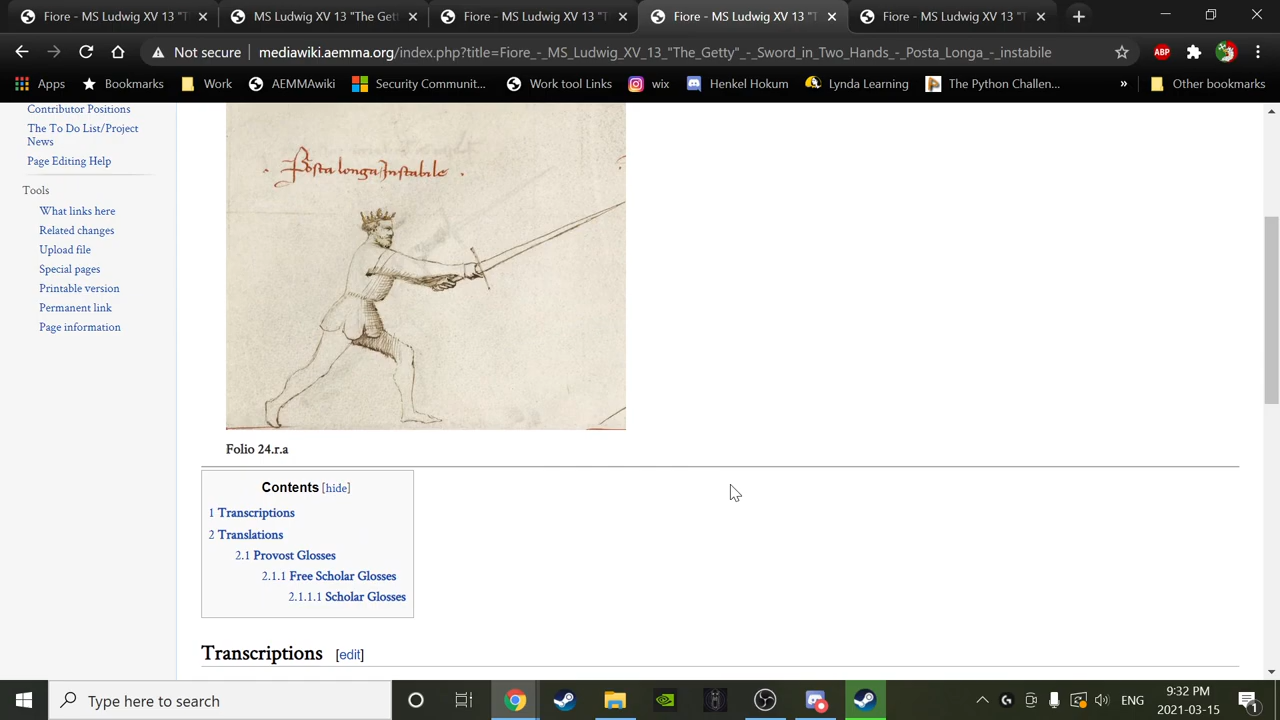 Fiore - MS Ludwig XV 13 "T
MS Ludwig XV 13 "The Gett
Fiore - MS Ludwig XV 13 "T
Fiore - MS Ludwig XV 13 "T
Fiore - MS Ludwig XV 13 "T
Not secure
mediawiki.aemma.org/index.php?title=Fiore_-_MS_Ludwig_XV_13_"The_Getty"_-_Sword_in_Two_Hands_-_Posta_Longa_-_instabile
ABP
Apps
Bookmarks
Work
AEMMAwiki
Security Communit...
Work tool Links
wix
Henkel Hokum
Lynda Learning
The Python Challen...
»
Other bookmarks
Contributor Positions
The To Do List/Project
News
Page Editing Help
Tools
What links here
Related changes
Upload file
Special pages
Printable version
Permanent link
Page information
. Posta longa Instabile .
Folio 24.r.a
Contents [hide]
1 Transcriptions
2 Translations
2.1 Provost Glosses
2.1.1 Free Scholar Glosses
2.1.1.1 Scholar Glosses
Transcriptions [edit]
Type here to search
ENG
9:32 PM
2021-03-15
1